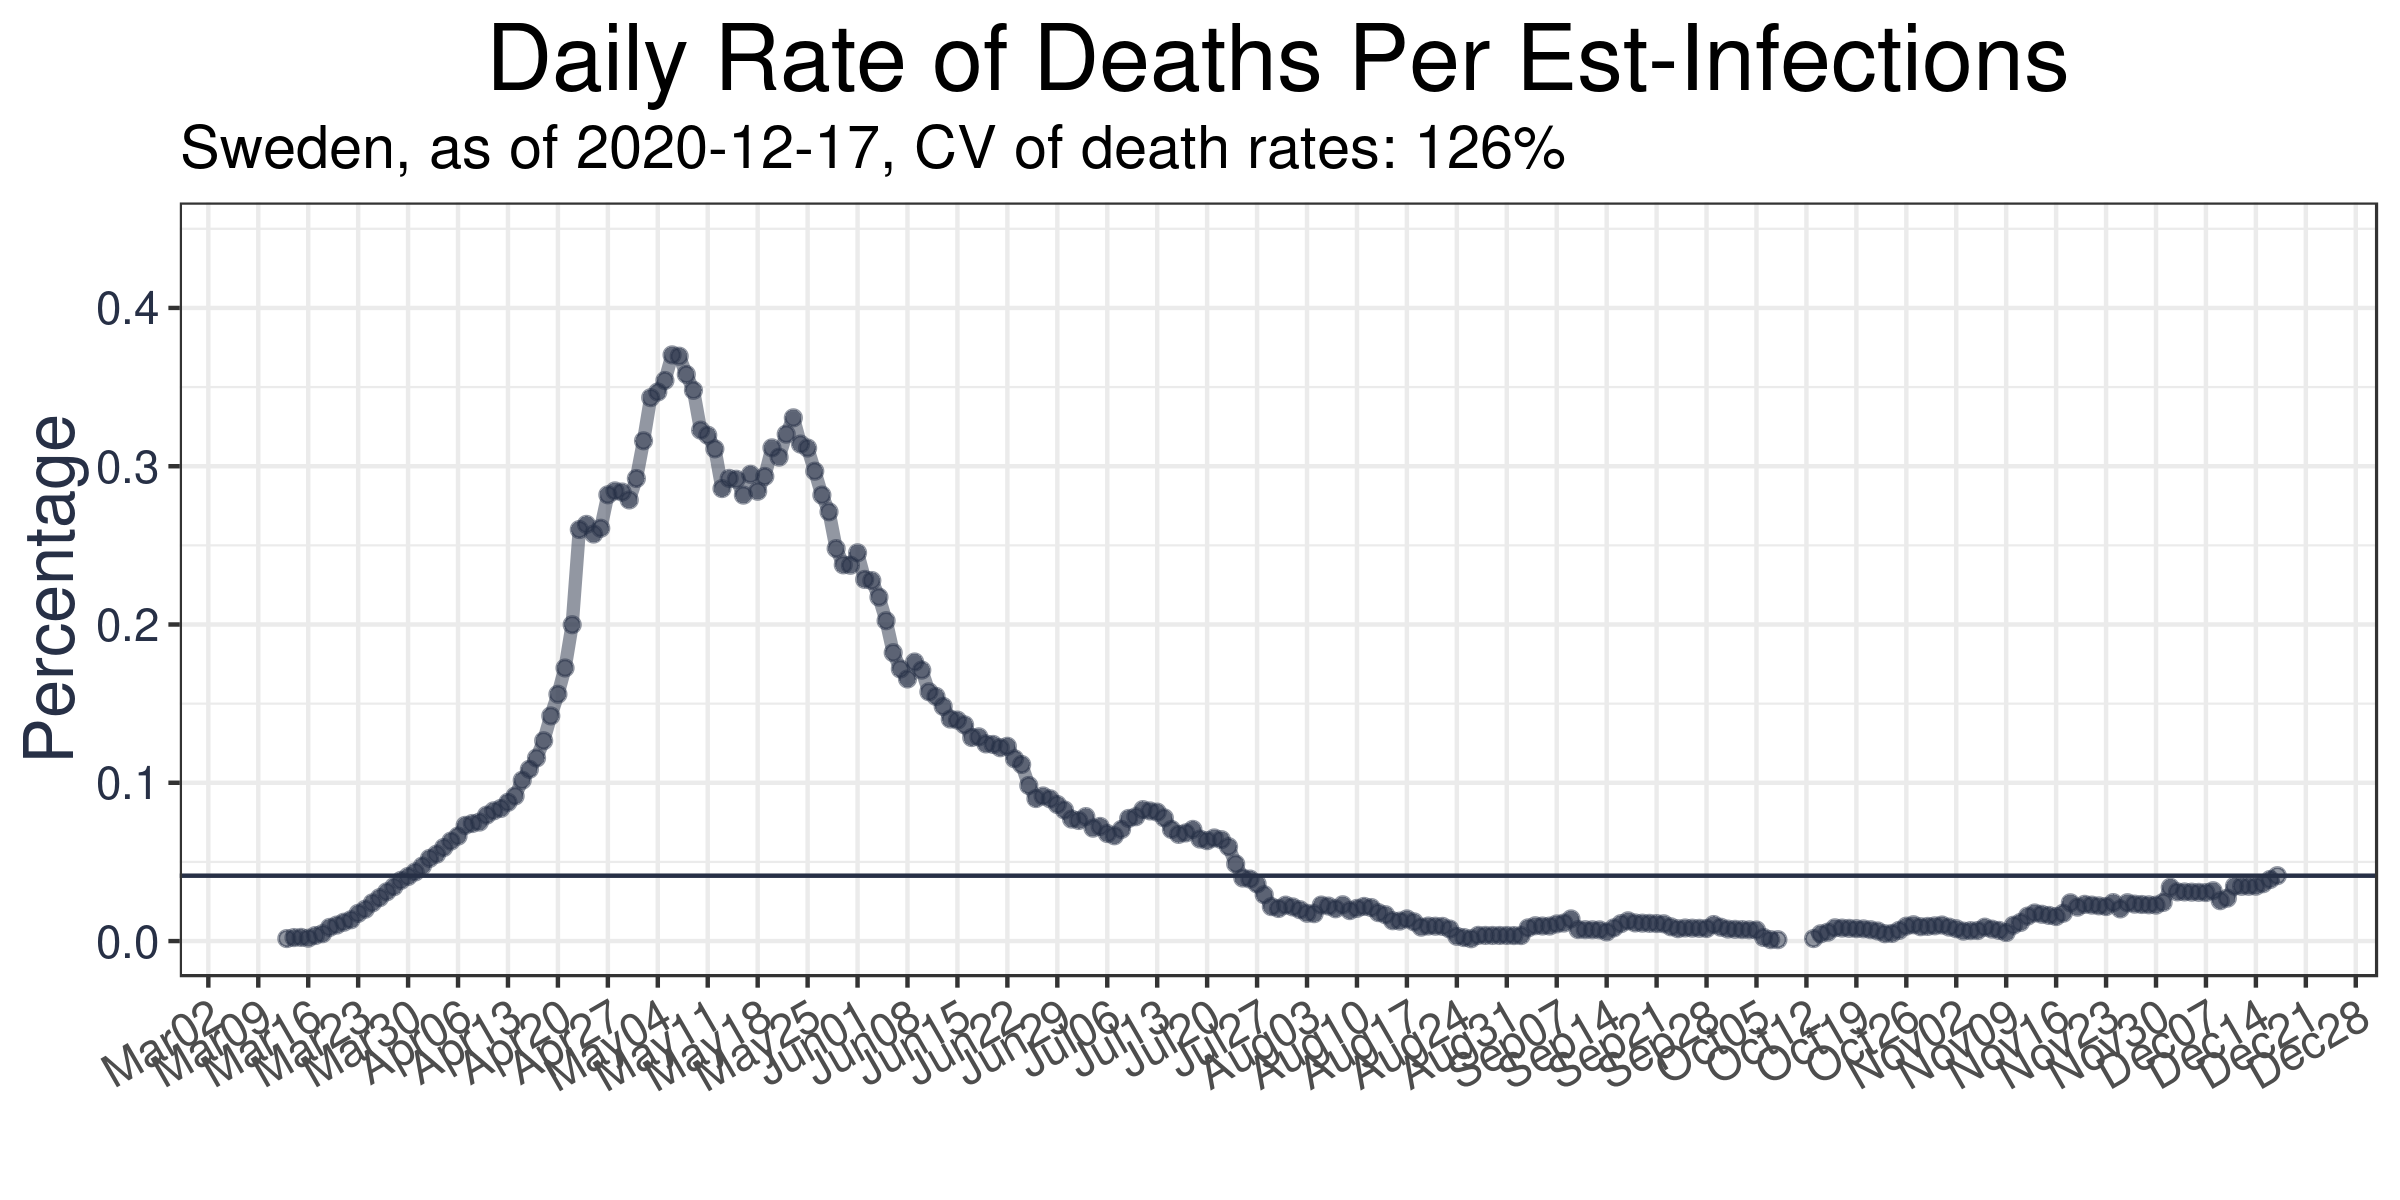 Daily Rate of Deaths Per Est-Infections
Sweden, as of 2020-12-17, CV of death rates: 126%
Percentage
0.4
0.3
0.2
0.1
0.0
Mar02 Mar09 Mar16 Mar23 Mar30 Apr06 Apr13 Apr20 Apr27 May04 May11 May18 May25 Jun01 Jun08 Jun15 Jun22 Jun29 Jul06 Jul13 Jul20 Jul27 Aug03 Aug10 Aug17 Aug24 Aug31 Sep07 Sep14 Sep21 Sep28 Oct05 Oct12 Oct19 Oct26 Nov02 Nov09 Nov16 Nov23 Nov30 Dec07 Dec14 Dec21 Dec28